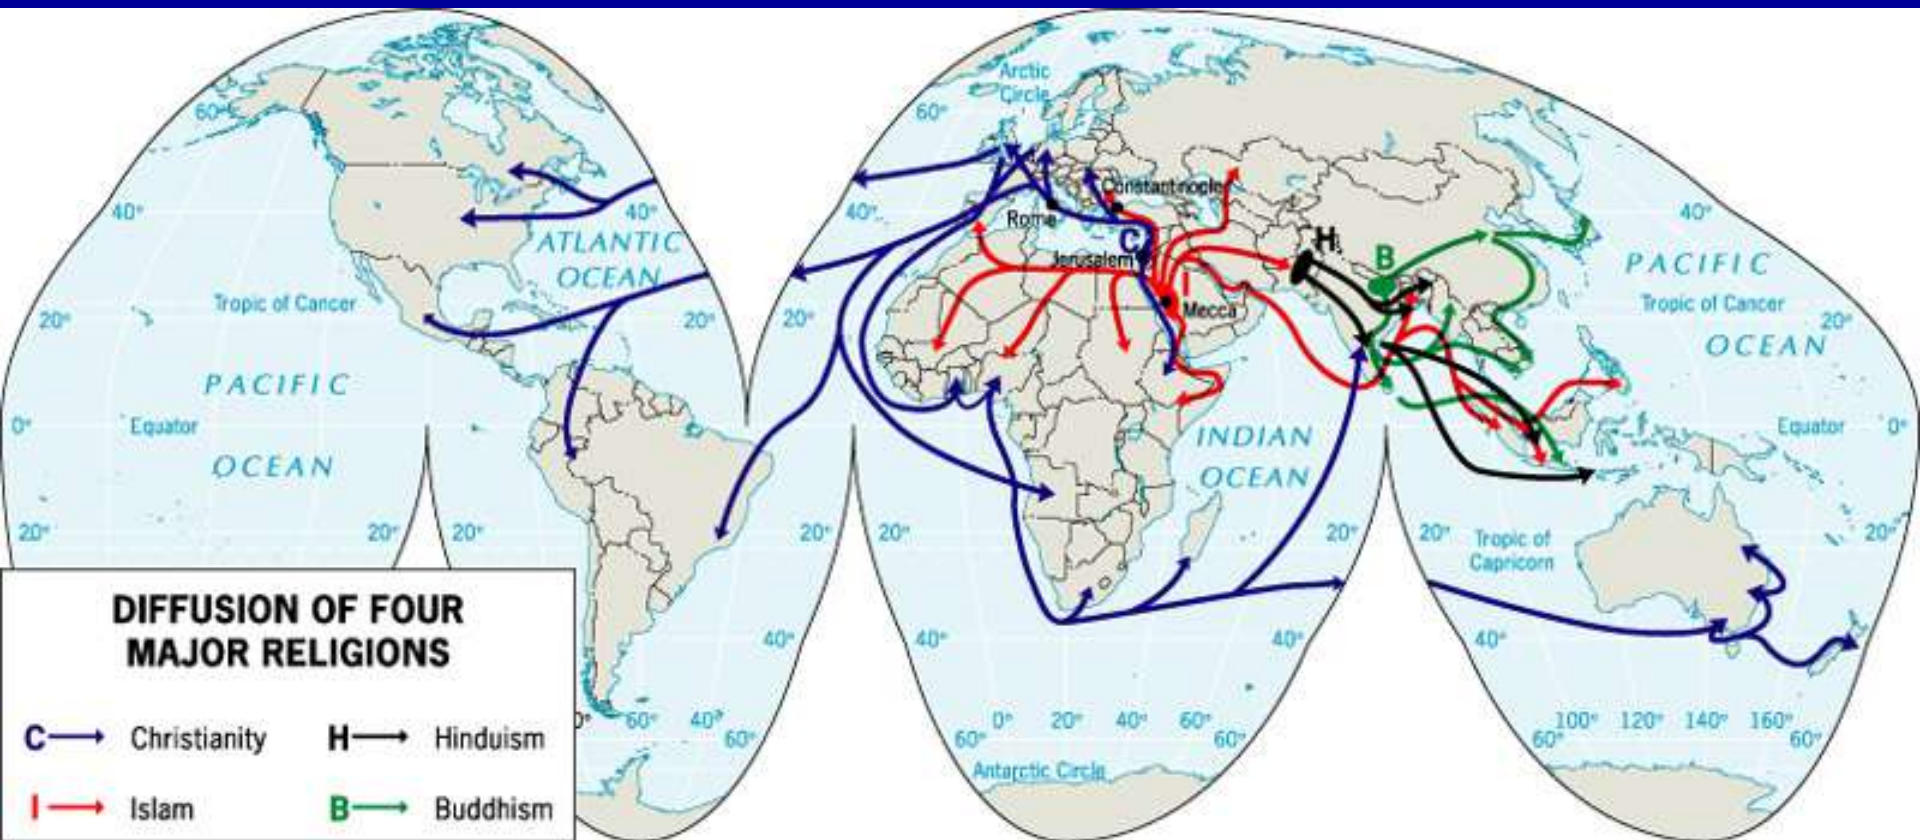 Arctic
Circle
60°
60°
Constantinople
40°
40°
40°
40°
Rome
C
H
B
ATLANTIC
OCEAN
Jerusalem
PACIFIC
Tropic of Cancer
Tropic of Cancer
I
Mecca
20°
20°
20°
20°
OCEAN
PACIFIC
0°
Equator
INDIAN
OCEAN
Equator
0°
OCEAN
20°
20°
20°
20°
20°
20°
20°
20°
Tropic of
Capricorn
DIFFUSION OF FOUR
MAJOR RELIGIONS
40°
40°
40°
40°
0°
60°
40°
0°
20°
40°
60°
100°
120°
140°
160°
60°
60°
60°
60°
60°
Antarctic Circle
C
Christianity
H
Hinduism
I
Islam
B
Buddhism